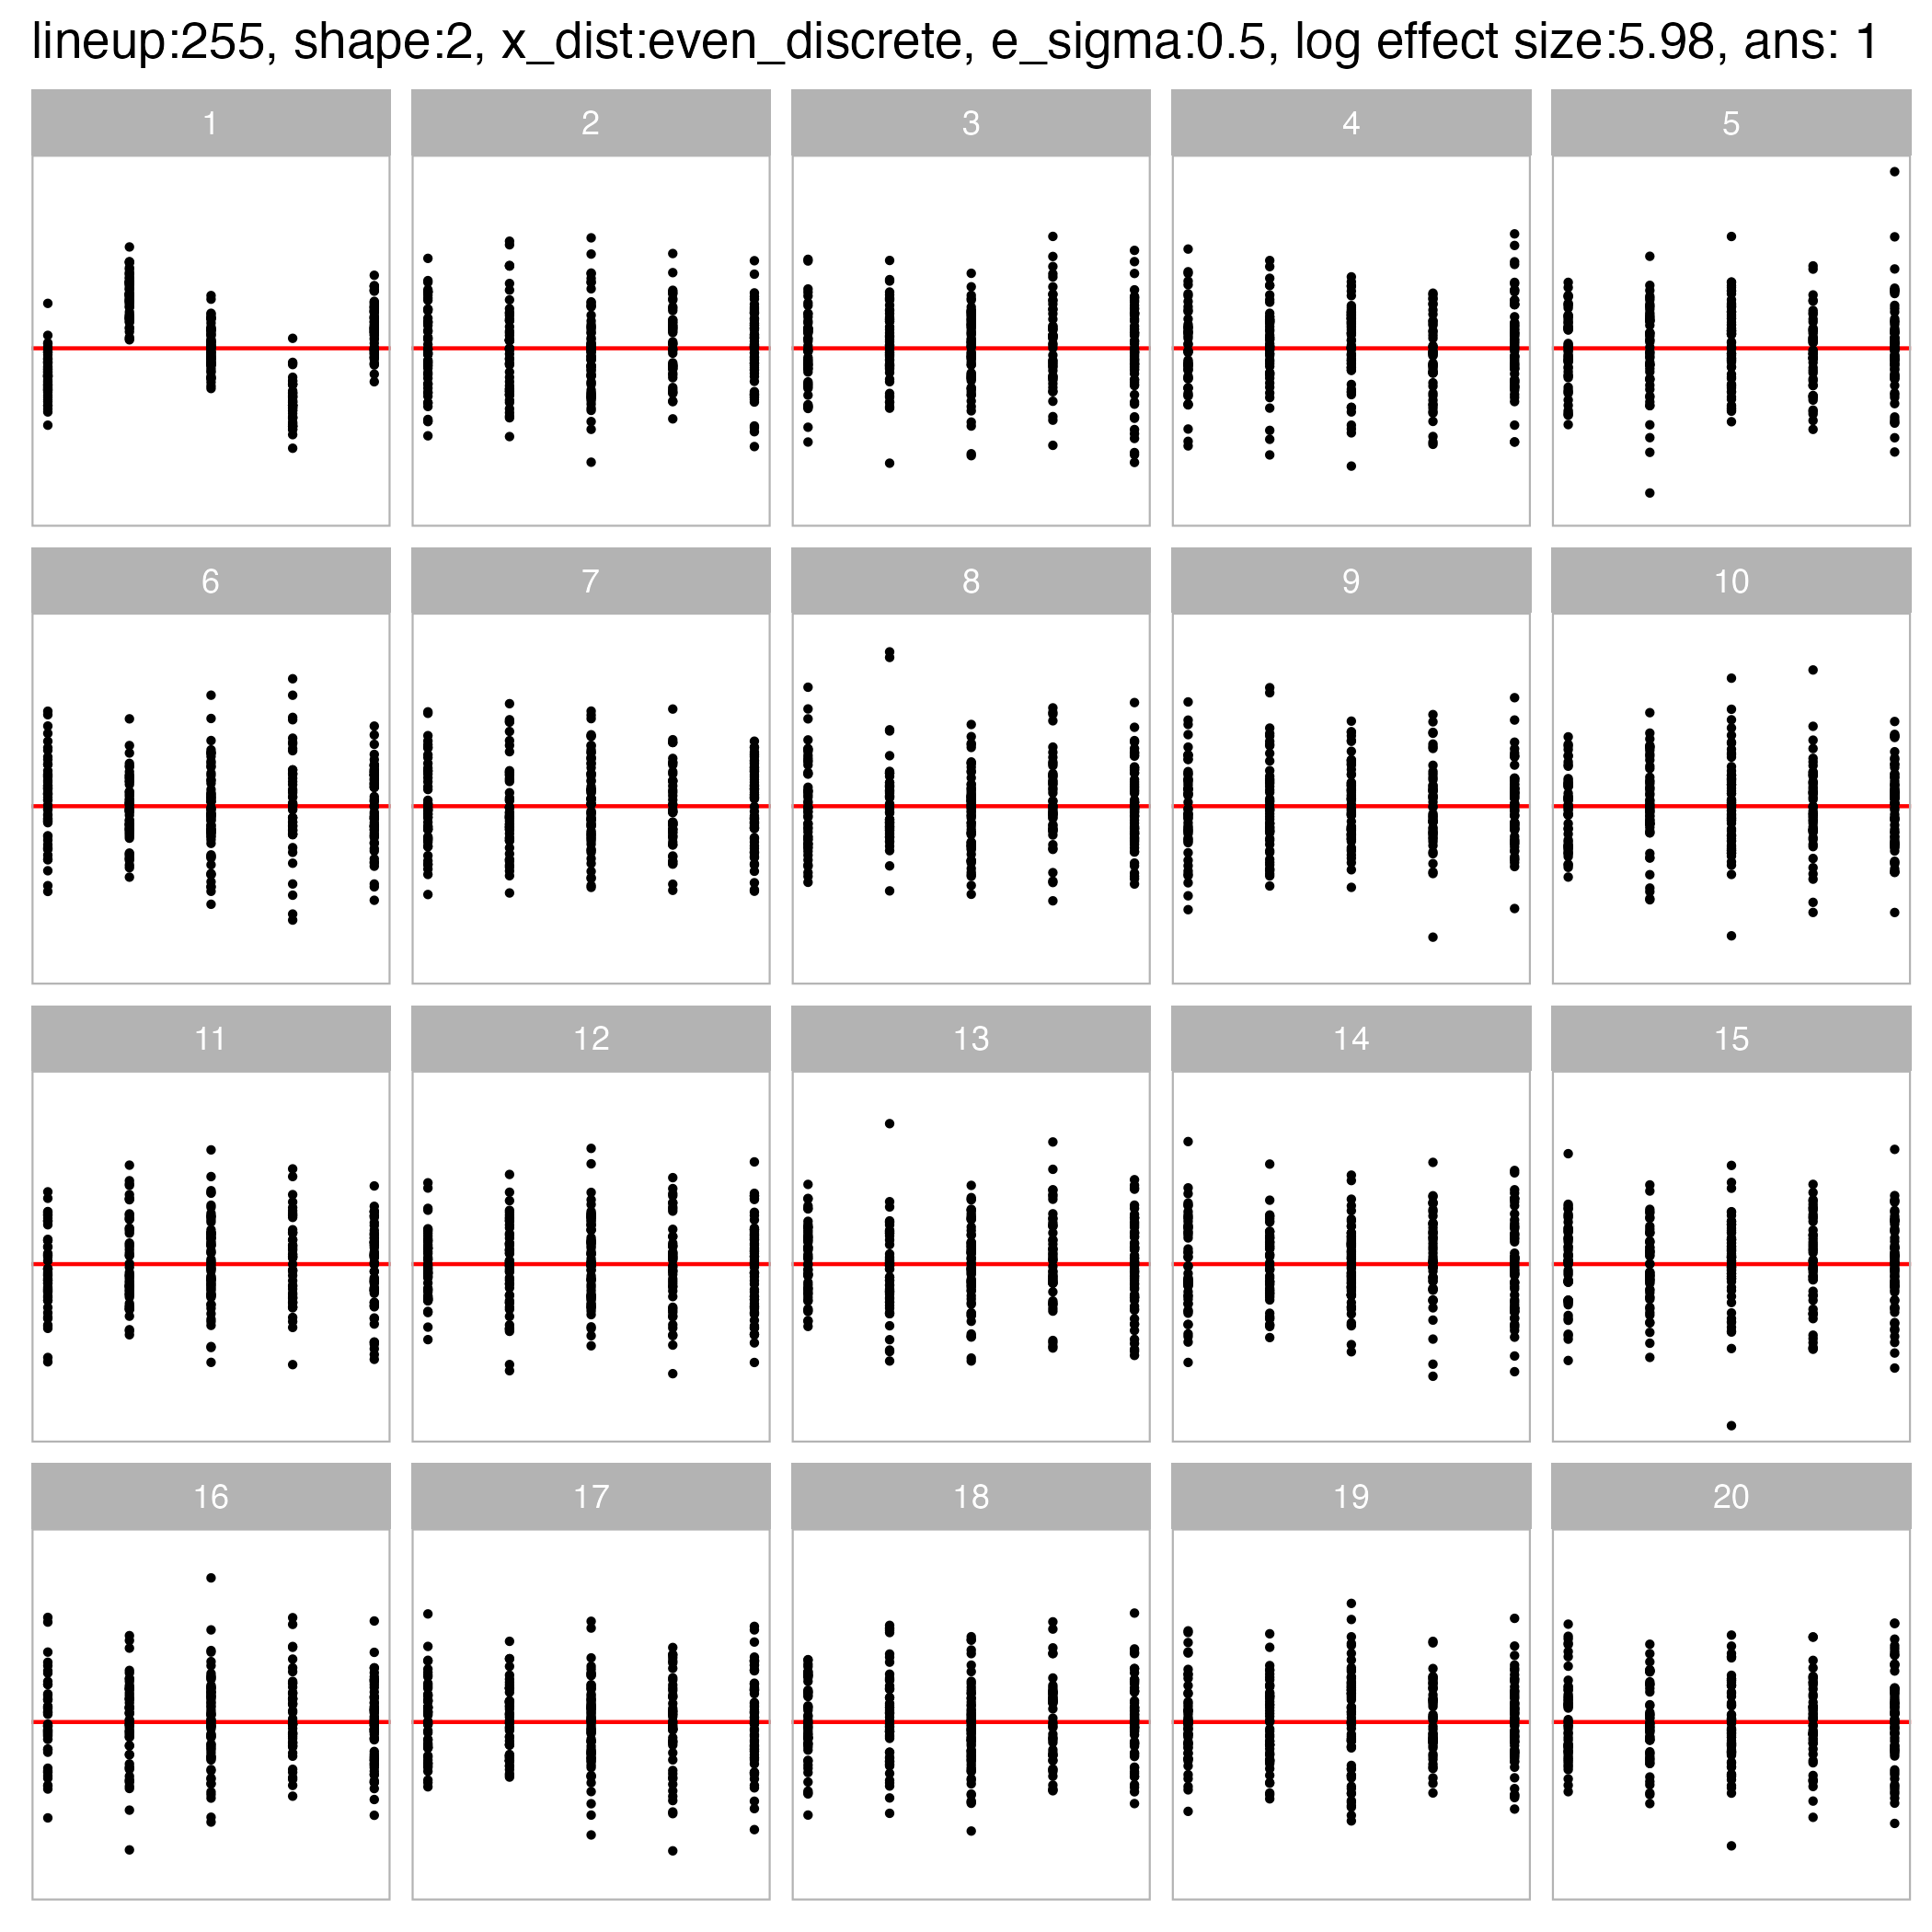 lineup:255, shape:2, x_dist:even_discrete, e_sigma:0.5, log effect size:5.98, ans: 1
1 2 3 4 5
6 7 8 9 10
11 12 13 14 15
16 17 18 19 20